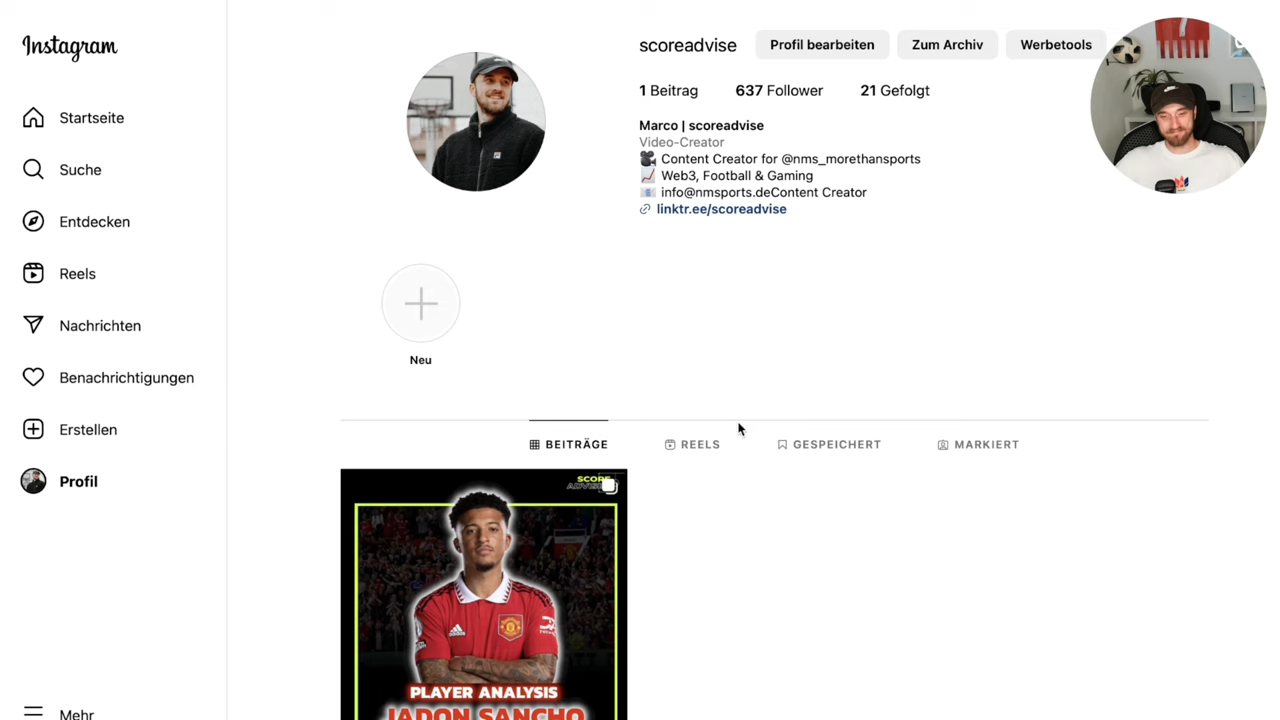 Instagram
Startseite
Suche
Entdecken
Reels
Nachrichten
Benachrichtigungen
Erstellen
Profil
Mehr
scoreadvise
Profil bearbeiten
Zum Archiv
Werbetools
1 Beitrag
637 Follower
21 Gefolgt
Marco | scoreadvise
Video-Creator
Content Creator for @nms_morethansports
Web3, Football & Gaming
info@nmsports.deContent Creator
linktr.ee/scoreadvise
Neu
BEITRÄGE
REELS
GESPEICHERT
MARKIERT
PLAYER ANALYSIS
JADON SANCHO